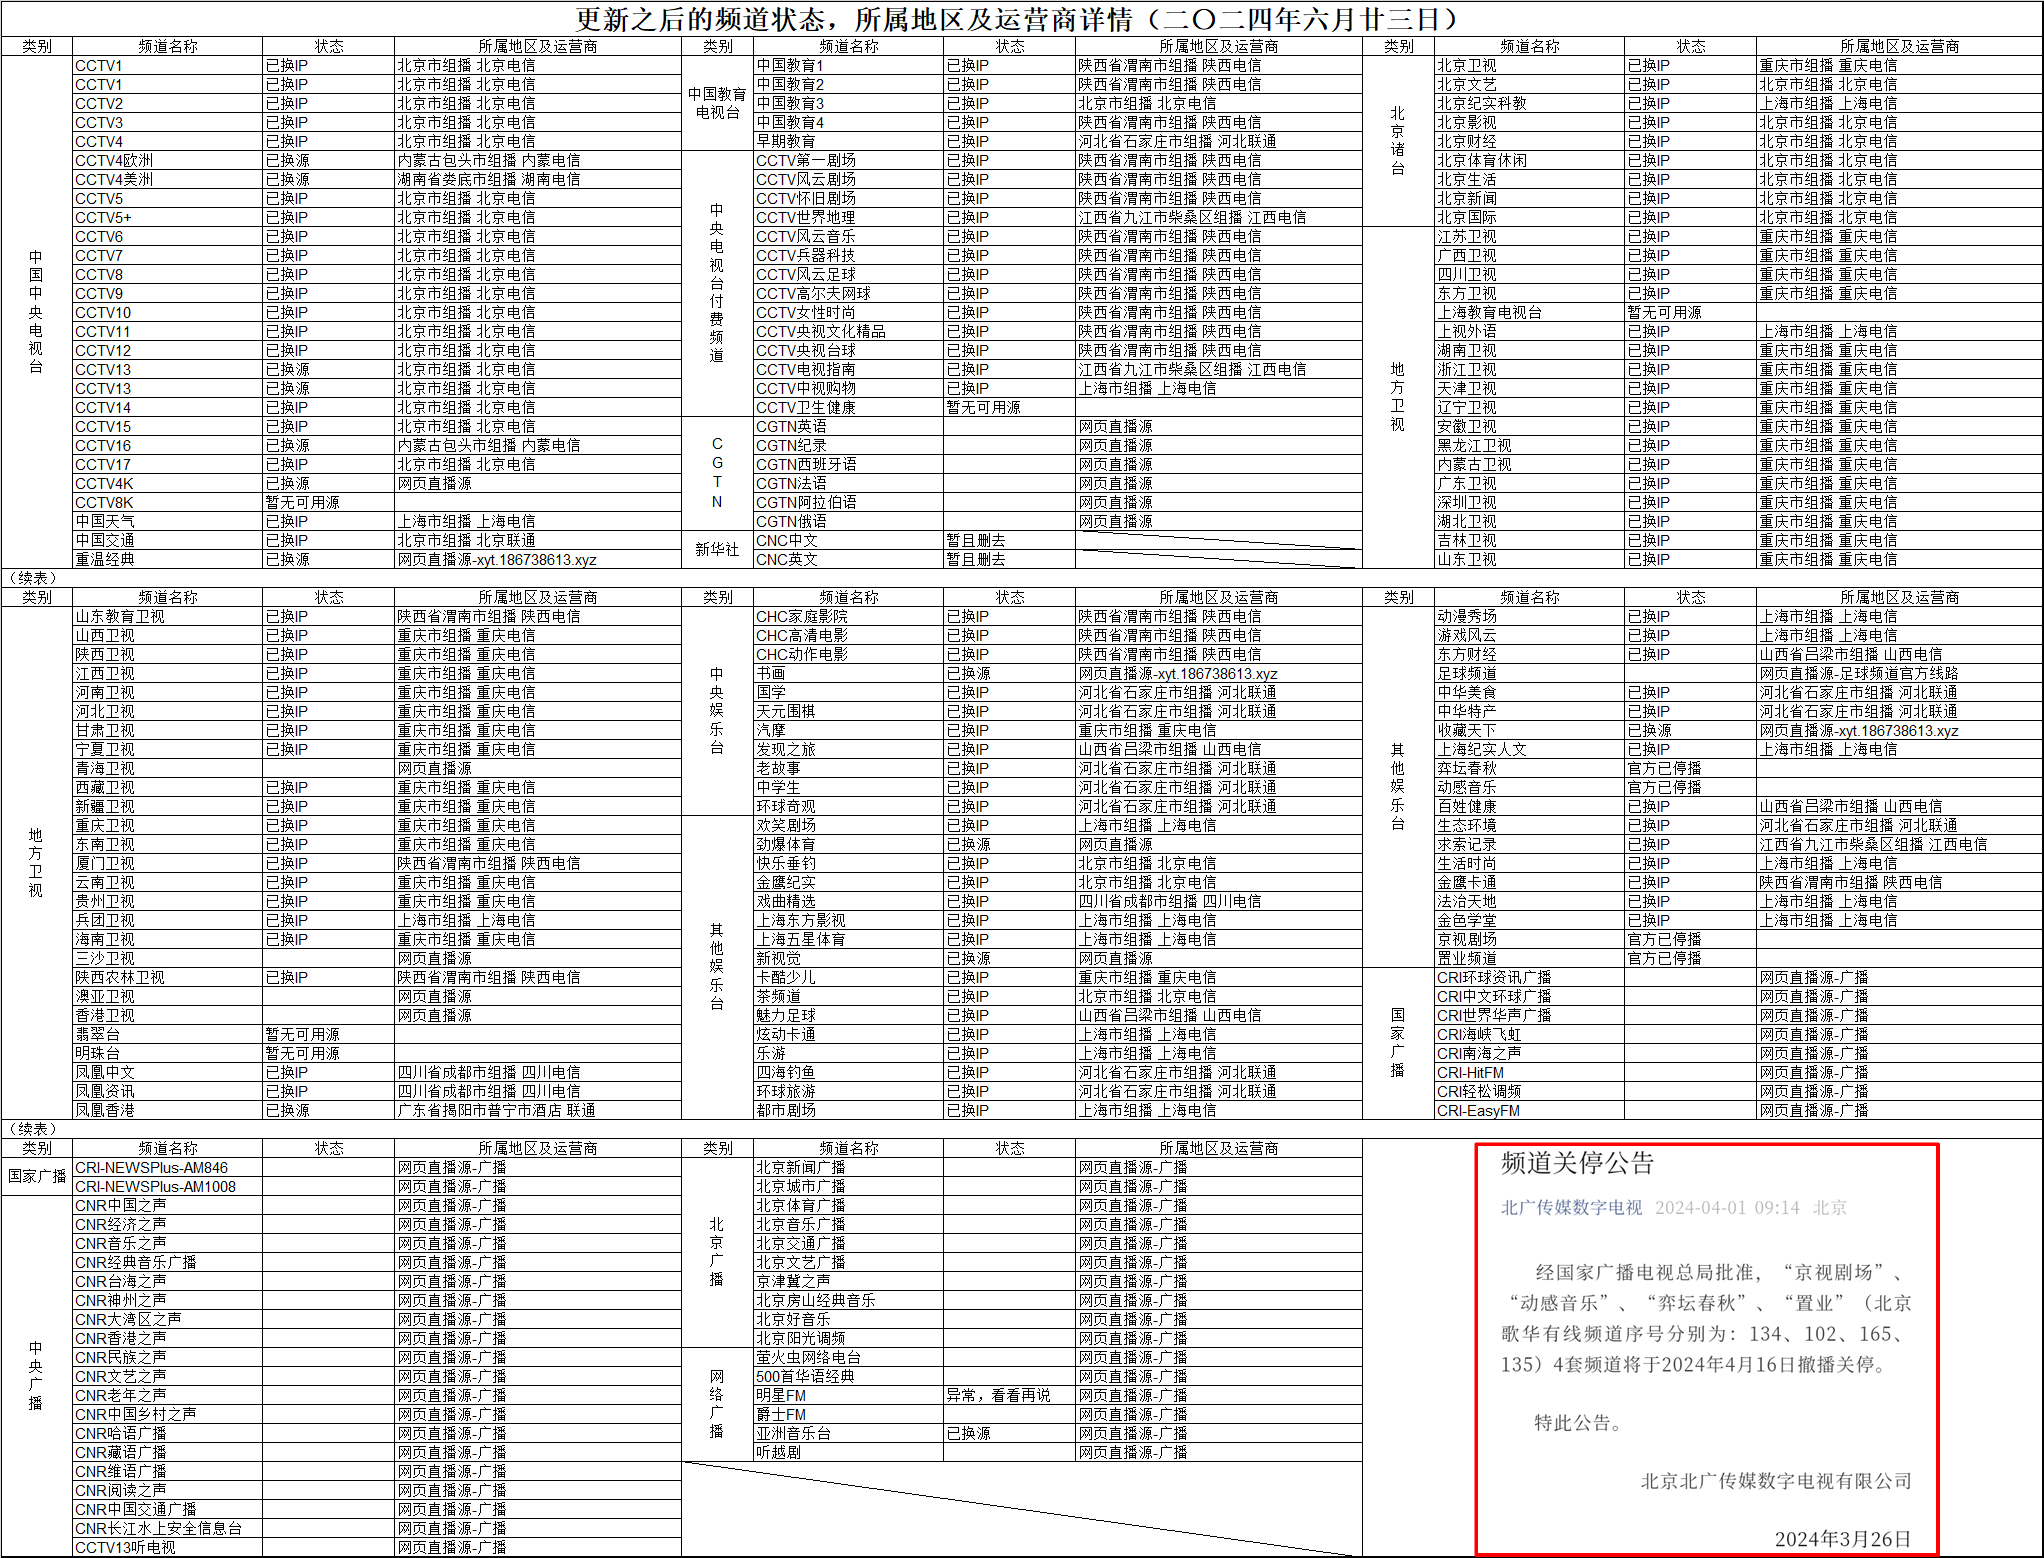 更新之后的频道状态，所属地区及运营商详情（二〇二四年六月廿三日）
类别 频道名称 状态 所属地区及运营商 类别 频道名称 状态 所属地区及运营商 类别 频道名称 状态 所属地区及运营商
中国中央电视台
CCTV1 已换IP 北京市组播 北京电信
CCTV1 已换IP 北京市组播 北京电信
CCTV2 已换IP 北京市组播 北京电信
CCTV3 已换IP 北京市组播 北京电信
CCTV4 已换IP 北京市组播 北京电信
CCTV4欧洲 已换源 内蒙古包头市组播 内蒙电信
CCTV4美洲 已换源 湖南省娄底市组播 湖南电信
CCTV5 已换IP 北京市组播 北京电信
CCTV5+ 已换IP 北京市组播 北京电信
CCTV6 已换IP 北京市组播 北京电信
CCTV7 已换IP 北京市组播 北京电信
CCTV8 已换IP 北京市组播 北京电信
CCTV9 已换IP 北京市组播 北京电信
CCTV10 已换IP 北京市组播 北京电信
CCTV11 已换IP 北京市组播 北京电信
CCTV12 已换IP 北京市组播 北京电信
CCTV13 已换源 北京市组播 北京电信
CCTV13 已换源 北京市组播 北京电信
CCTV14 已换IP 北京市组播 北京电信
CCTV15 已换IP 北京市组播 北京电信
CCTV16 已换源 内蒙古包头市组播 内蒙电信
CCTV17 已换IP 北京市组播 北京电信
CCTV4K 已换源 网页直播源
CCTV8K 暂无可用源
中国天气 已换IP 上海市组播 上海电信
中国交通 已换IP 北京市组播 北京联通
重温经典 已换源 网页直播源-xyt.186738613.xyz
中国教育电视台
中国教育1 已换IP 陕西省渭南市组播 陕西电信
中国教育2 已换IP 陕西省渭南市组播 陕西电信
中国教育3 已换IP 北京市组播 北京电信
中国教育4 已换IP 陕西省渭南市组播 陕西电信
早期教育 已换IP 河北省石家庄市组播 河北联通
中央电视台付费频道
CCTV第一剧场 已换IP 陕西省渭南市组播 陕西电信
CCTV风云剧场 已换IP 陕西省渭南市组播 陕西电信
CCTV怀旧剧场 已换IP 陕西省渭南市组播 陕西电信
CCTV世界地理 已换IP 江西省九江市柴桑区组播 江西电信
CCTV风云音乐 已换IP 陕西省渭南市组播 陕西电信
CCTV兵器科技 已换IP 陕西省渭南市组播 陕西电信
CCTV风云足球 已换IP 陕西省渭南市组播 陕西电信
CCTV高尔夫网球 已换IP 陕西省渭南市组播 陕西电信
CCTV女性时尚 已换IP 陕西省渭南市组播 陕西电信
CCTV央视文化精品 已换IP 陕西省渭南市组播 陕西电信
CCTV央视台球 已换IP 陕西省渭南市组播 陕西电信
CCTV电视指南 已换IP 江西省九江市柴桑区组播 江西电信
CCTV中视购物 已换IP 上海市组播 上海电信
CCTV卫生健康 暂无可用源
CGTN
CGTN英语 网页直播源
CGTN纪录 网页直播源
CGTN西班牙语 网页直播源
CGTN法语 网页直播源
CGTN阿拉伯语 网页直播源
CGTN俄语 网页直播源
新华社
CNC中文 暂且删去
CNC英文 暂且删去
北京诸台
北京卫视 已换IP 重庆市组播 重庆电信
北京文艺 已换IP 北京市组播 北京电信
北京纪实科教 已换IP 上海市组播 上海电信
北京影视 已换IP 北京市组播 北京电信
北京财经 已换IP 北京市组播 北京电信
北京体育休闲 已换IP 北京市组播 北京电信
北京生活 已换IP 北京市组播 北京电信
北京新闻 已换IP 北京市组播 北京电信
北京国际 已换IP 北京市组播 北京电信
地方卫视
江苏卫视 已换IP 重庆市组播 重庆电信
广西卫视 已换IP 重庆市组播 重庆电信
四川卫视 已换IP 重庆市组播 重庆电信
东方卫视 已换IP 重庆市组播 重庆电信
上海教育电视台 暂无可用源
上视外语 已换IP 上海市组播 上海电信
湖南卫视 已换IP 重庆市组播 重庆电信
浙江卫视 已换IP 重庆市组播 重庆电信
天津卫视 已换IP 重庆市组播 重庆电信
辽宁卫视 已换IP 重庆市组播 重庆电信
安徽卫视 已换IP 重庆市组播 重庆电信
黑龙江卫视 已换IP 重庆市组播 重庆电信
内蒙古卫视 已换IP 重庆市组播 重庆电信
广东卫视 已换IP 重庆市组播 重庆电信
深圳卫视 已换IP 重庆市组播 重庆电信
湖北卫视 已换IP 重庆市组播 重庆电信
吉林卫视 已换IP 重庆市组播 重庆电信
山东卫视 已换IP 重庆市组播 重庆电信
（续表）
类别 频道名称 状态 所属地区及运营商 类别 频道名称 状态 所属地区及运营商 类别 频道名称 状态 所属地区及运营商
地方卫视
山东教育卫视 已换IP 陕西省渭南市组播 陕西电信
山西卫视 已换IP 重庆市组播 重庆电信
陕西卫视 已换IP 重庆市组播 重庆电信
江西卫视 已换IP 重庆市组播 重庆电信
河南卫视 已换IP 重庆市组播 重庆电信
河北卫视 已换IP 重庆市组播 重庆电信
甘肃卫视 已换IP 重庆市组播 重庆电信
宁夏卫视 已换IP 重庆市组播 重庆电信
青海卫视 网页直播源
西藏卫视 已换IP 重庆市组播 重庆电信
新疆卫视 已换IP 重庆市组播 重庆电信
重庆卫视 已换IP 重庆市组播 重庆电信
东南卫视 已换IP 重庆市组播 重庆电信
厦门卫视 已换IP 陕西省渭南市组播 陕西电信
云南卫视 已换IP 重庆市组播 重庆电信
贵州卫视 已换IP 重庆市组播 重庆电信
兵团卫视 已换IP 上海市组播 上海电信
海南卫视 已换IP 重庆市组播 重庆电信
三沙卫视 网页直播源
陕西农林卫视 已换IP 陕西省渭南市组播 陕西电信
澳亚卫视 网页直播源
香港卫视 网页直播源
翡翠台 暂无可用源
明珠台 暂无可用源
凤凰中文 已换IP 四川省成都市组播 四川电信
凤凰资讯 已换IP 四川省成都市组播 四川电信
凤凰香港 已换源 广东省揭阳市普宁市酒店 联通
中央娱乐台
CHC家庭影院 已换IP 陕西省渭南市组播 陕西电信
CHC高清电影 已换IP 陕西省渭南市组播 陕西电信
CHC动作电影 已换IP 陕西省渭南市组播 陕西电信
书画 已换源 网页直播源-xyt.186738613.xyz
国学 已换IP 河北省石家庄市组播 河北联通
天元围棋 已换IP 河北省石家庄市组播 河北联通
汽摩 已换IP 重庆市组播 重庆电信
发现之旅 已换IP 山西省吕梁市组播 山西电信
老故事 已换IP 河北省石家庄市组播 河北联通
中学生 已换IP 河北省石家庄市组播 河北联通
环球奇观 已换IP 河北省石家庄市组播 河北联通
其他娱乐台
欢笑剧场 已换IP 上海市组播 上海电信
劲爆体育 已换源 网页直播源
快乐垂钓 已换IP 北京市组播 北京电信
金鹰纪实 已换IP 北京市组播 北京电信
戏曲精选 已换IP 四川省成都市组播 四川电信
上海东方影视 已换IP 上海市组播 上海电信
上海五星体育 已换IP 上海市组播 上海电信
新视觉 已换源 网页直播源
卡酷少儿 已换IP 重庆市组播 重庆电信
茶频道 已换IP 北京市组播 北京电信
魅力足球 已换IP 山西省吕梁市组播 山西电信
炫动卡通 已换IP 上海市组播 上海电信
乐游 已换IP 上海市组播 上海电信
四海钓鱼 已换IP 河北省石家庄市组播 河北联通
环球旅游 已换IP 河北省石家庄市组播 河北联通
都市剧场 已换IP 上海市组播 上海电信
其他娱乐台
动漫秀场 已换IP 上海市组播 上海电信
游戏风云 已换IP 上海市组播 上海电信
东方财经 已换IP 山西省吕梁市组播 山西电信
足球频道 网页直播源-足球频道官方线路
中华美食 已换IP 河北省石家庄市组播 河北联通
中华特产 已换IP 河北省石家庄市组播 河北联通
收藏天下 已换源 网页直播源-xyt.186738613.xyz
上海纪实人文 已换IP 上海市组播 上海电信
弈坛春秋 官方已停播
动感音乐 官方已停播
百姓健康 已换IP 山西省吕梁市组播 山西电信
生态环境 已换IP 河北省石家庄市组播 河北联通
求索记录 已换IP 江西省九江市柴桑区组播 江西电信
生活时尚 已换IP 上海市组播 上海电信
金鹰卡通 已换IP 陕西省渭南市组播 陕西电信
法治天地 已换IP 上海市组播 上海电信
金色学堂 已换IP 上海市组播 上海电信
京视剧场 官方已停播
置业频道 官方已停播
国家广播
CRI环球资讯广播 网页直播源-广播
CRI中文环球广播 网页直播源-广播
CRI世界华声广播 网页直播源-广播
CRI海峡飞虹 网页直播源-广播
CRI南海之声 网页直播源-广播
CRI-HitFM 网页直播源-广播
CRI轻松调频 网页直播源-广播
CRI-EasyFM 网页直播源-广播
（续表）
类别 频道名称 状态 所属地区及运营商 类别 频道名称 状态 所属地区及运营商
国家广播
CRI-NEWSPlus-AM846 网页直播源-广播
CRI-NEWSPlus-AM1008 网页直播源-广播
中央广播
CNR中国之声 网页直播源-广播
CNR经济之声 网页直播源-广播
CNR音乐之声 网页直播源-广播
CNR经典音乐广播 网页直播源-广播
CNR台海之声 网页直播源-广播
CNR神州之声 网页直播源-广播
CNR大湾区之声 网页直播源-广播
CNR香港之声 网页直播源-广播
CNR民族之声 网页直播源-广播
CNR文艺之声 网页直播源-广播
CNR老年之声 网页直播源-广播
CNR中国乡村之声 网页直播源-广播
CNR哈语广播 网页直播源-广播
CNR藏语广播 网页直播源-广播
CNR维语广播 网页直播源-广播
CNR阅读之声 网页直播源-广播
CNR中国交通广播 网页直播源-广播
CNR长江水上安全信息台 网页直播源-广播
CCTV13听电视 网页直播源-广播
北京广播
北京新闻广播 网页直播源-广播
北京城市广播 网页直播源-广播
北京体育广播 网页直播源-广播
北京音乐广播 网页直播源-广播
北京交通广播 网页直播源-广播
北京文艺广播 网页直播源-广播
京津冀之声 网页直播源-广播
北京房山经典音乐 网页直播源-广播
北京好音乐 网页直播源-广播
北京阳光调频 网页直播源-广播
网络广播
萤火虫网络电台 网页直播源-广播
500首华语经典 网页直播源-广播
明星FM 异常，看看再说 网页直播源-广播
爵士FM 网页直播源-广播
亚洲音乐台 已换源 网页直播源-广播
听越剧 网页直播源-广播
频道关停公告
北广传媒数字电视 2024-04-01 09:14 北京
经国家广播电视总局批准，“京视剧场”、
“动感音乐”、“弈坛春秋”、“置业”（北京
歌华有线频道序号分别为：134、102、165、
135）4套频道将于2024年4月16日撤播关停。
特此公告。
北京北广传媒数字电视有限公司
2024年3月26日